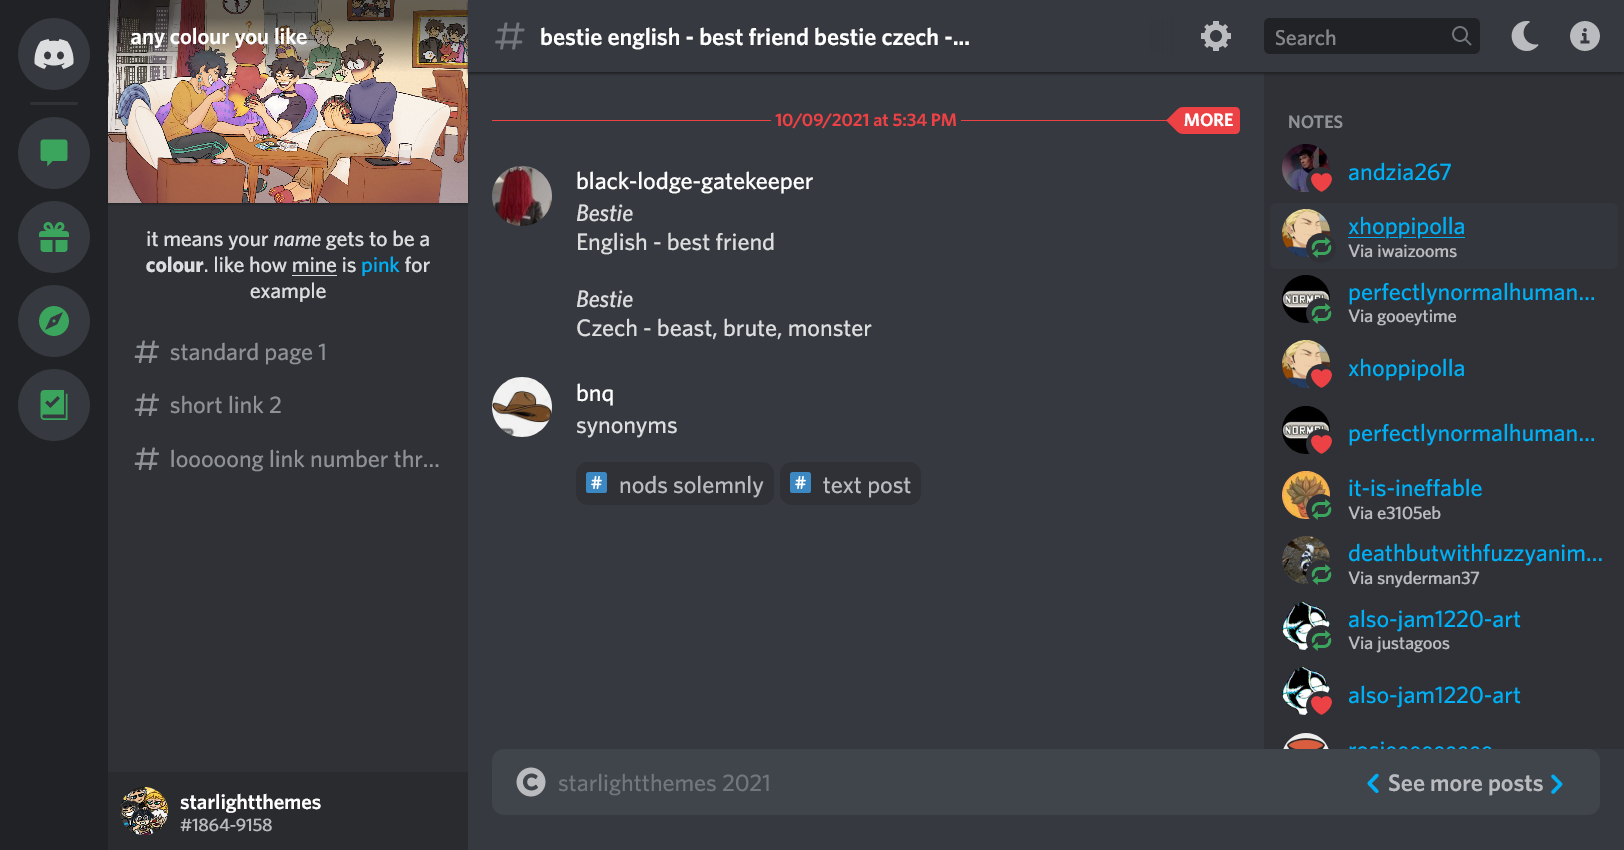 any colour you like
it means your name gets to be a
colour. like how mine is pink for
example
standard page 1
short link 2
looooong link number thr...
starlightthemes
#1864-9158
# bestie english - best friend bestie czech -...
Search
10/09/2021 at 5:34 PM
MORE
black-lodge-gatekeeper
Bestie
English - best friend
Bestie
Czech - beast, brute, monster
bnq
synonyms
# nods solemnly # text post
starlightthemes 2021
See more posts
NOTES
andzia267
xhoppipolla
Via iwaizooms
perfectlynormalhuman...
Via gooeytime
xhoppipolla
perfectlynormalhuman...
it-is-ineffable
Via e3105eb
deathbutwithfuzzyanim...
Via snyderman37
also-jam1220-art
Via justagoos
also-jam1220-art